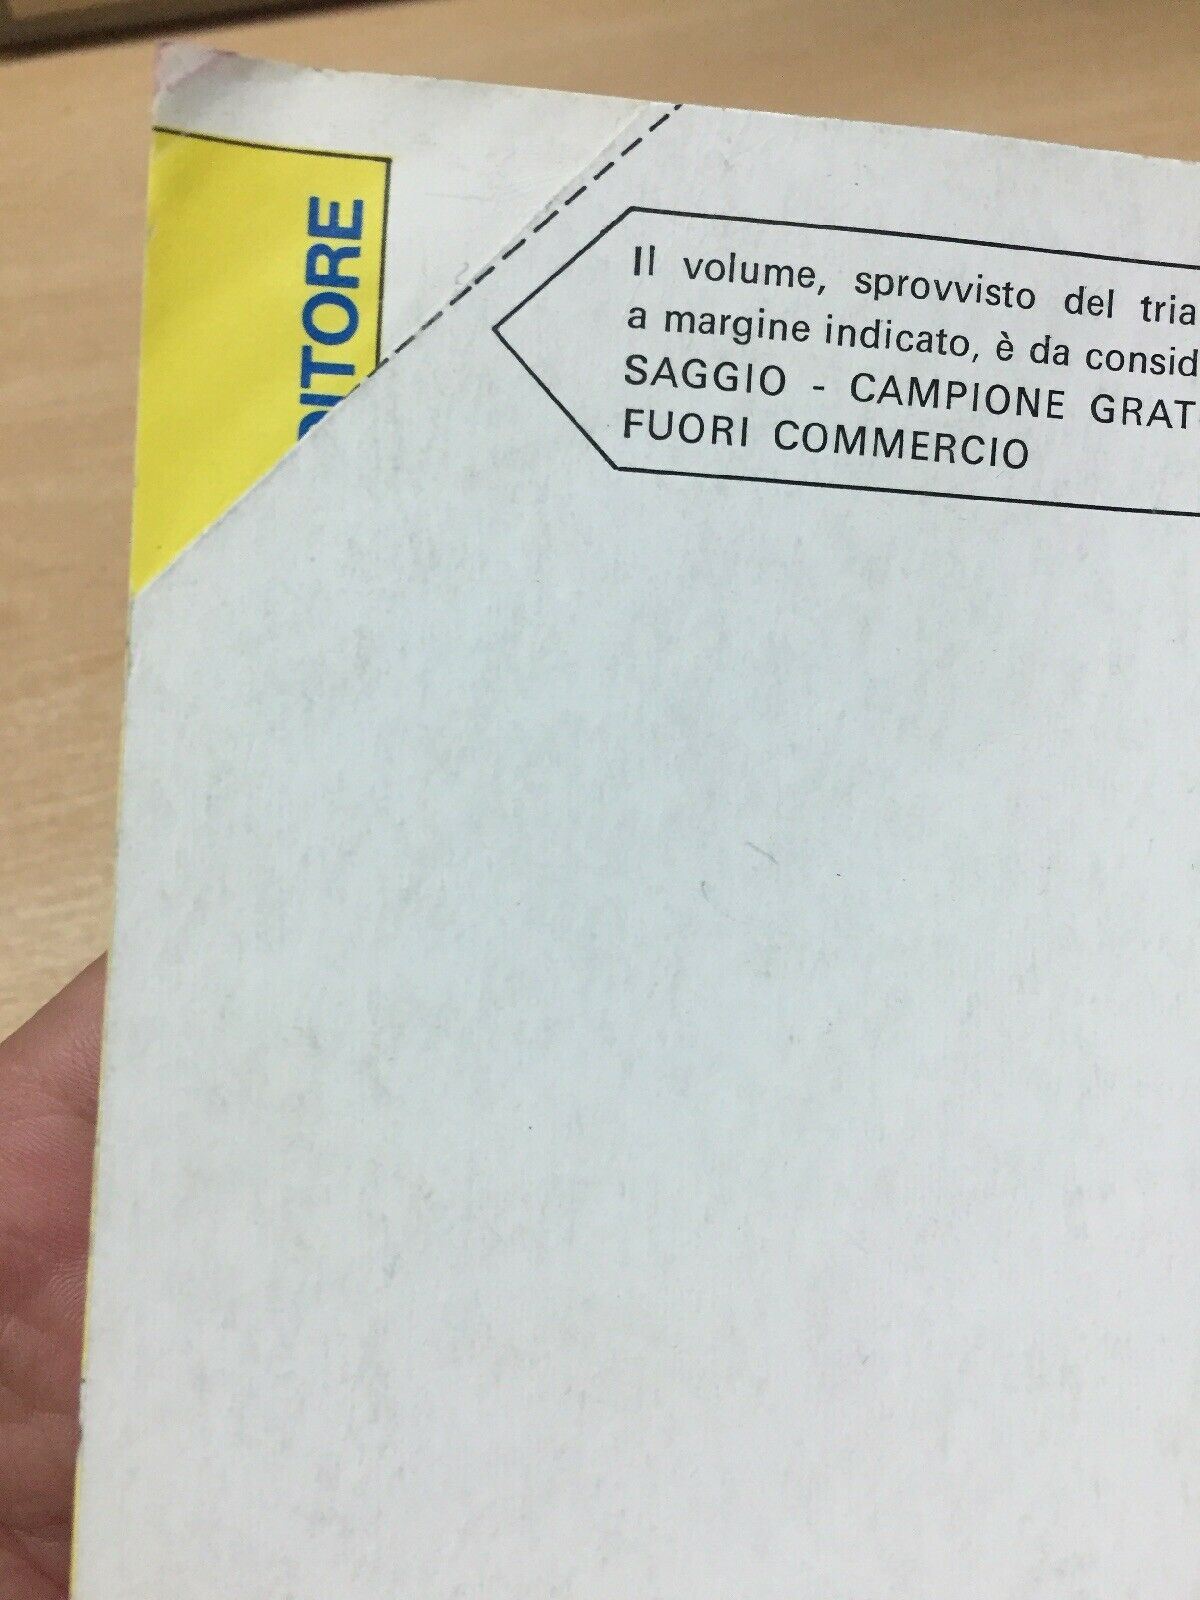 DITORE
Il volume, sprovvisto del tria
a margine indicato, è da consid
SAGGIO - CAMPIONE GRAT
FUORI COMMERCIO